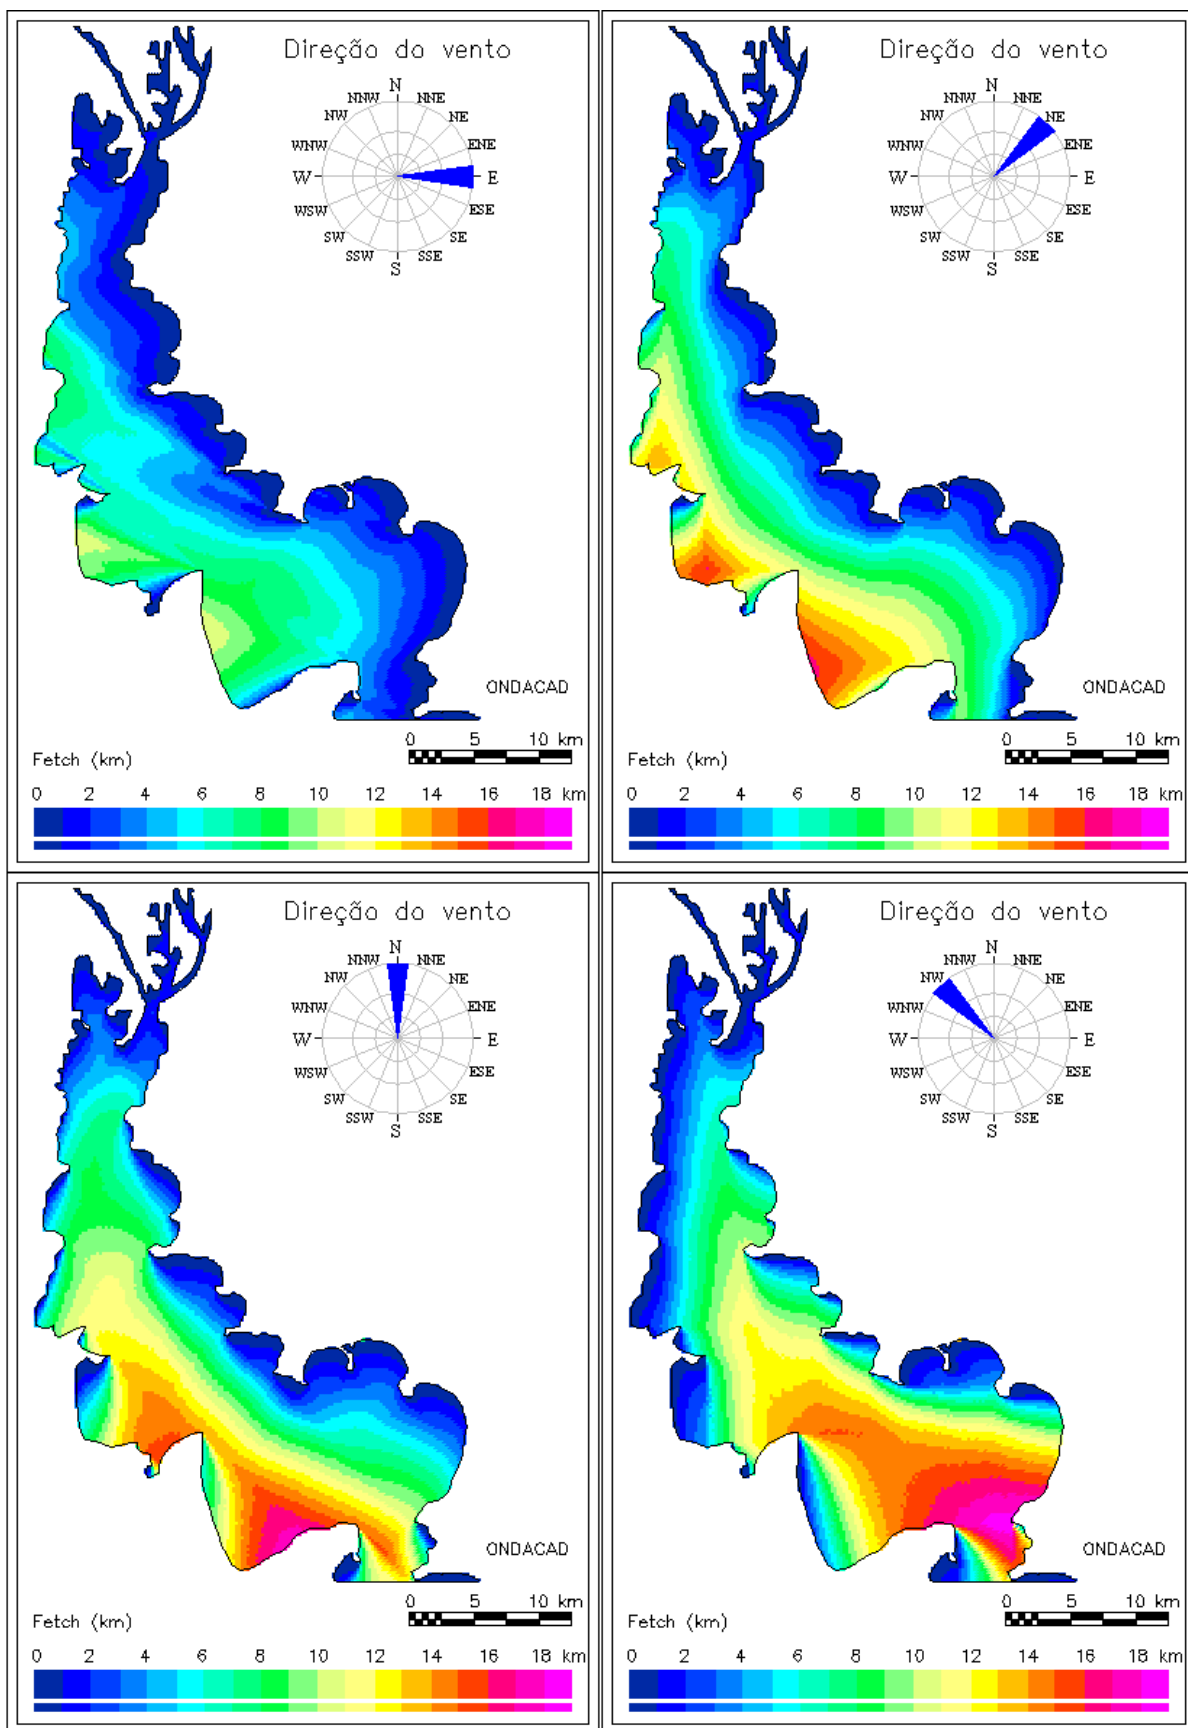 Direção do vento
N
NNW NNE
NW NE
WNW ENE
W E
WSW ESE
SW SE
SSW SSE
S
ONDACAD
0 5 10 km
Fetch (km)
0 2 4 6 8 10 12 14 16 18 km
Direção do vento
N
NNW NNE
NW NE
WNW ENE
W E
WSW ESE
SW SE
SSW SSE
S
ONDACAD
0 5 10 km
Fetch (km)
0 2 4 6 8 10 12 14 16 18 km
Direção do vento
N
NNW NNE
NW NE
WNW ENE
W E
WSW ESE
SW SE
SSW SSE
S
ONDACAD
0 5 10 km
Fetch (km)
0 2 4 6 8 10 12 14 16 18 km
Direção do vento
N
NNW NNE
NW NE
WNW ENE
W E
WSW ESE
SW SE
SSW SSE
S
ONDACAD
0 5 10 km
Fetch (km)
0 2 4 6 8 10 12 14 16 18 km